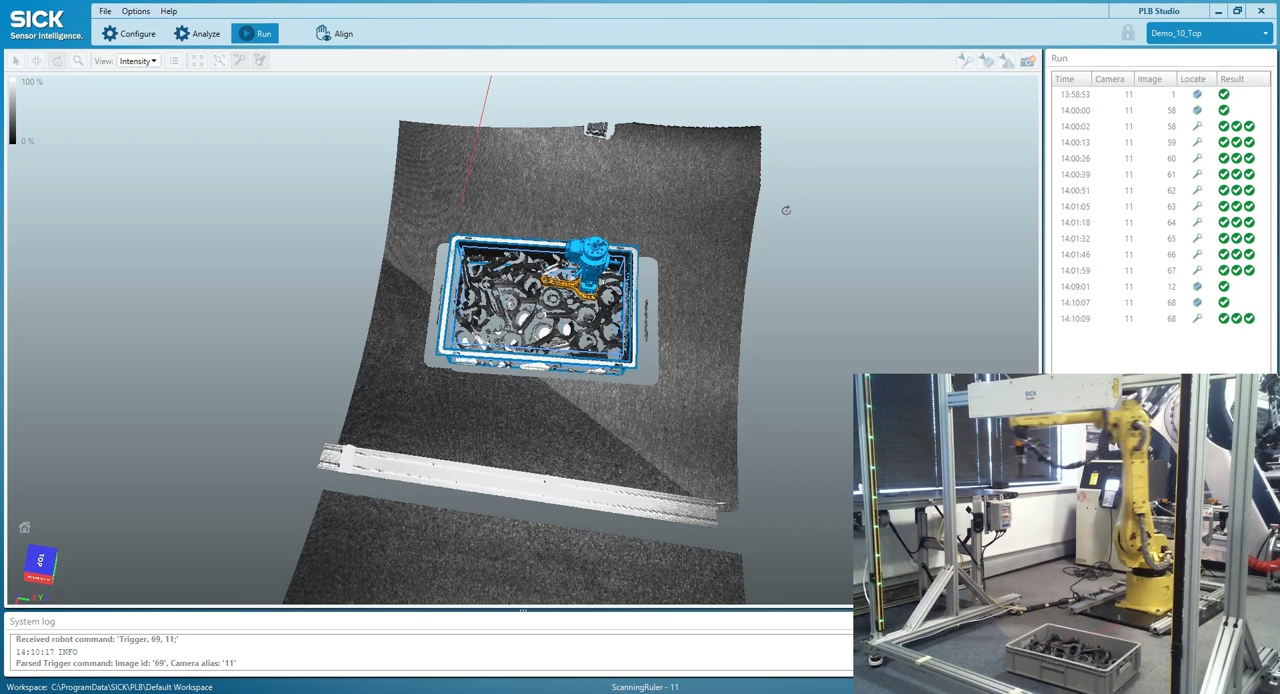 SICK
Sensor Intelligence.
File Options Help
PLB Studio
Configure Analyze Run Align
Demo_10_Top
View: Intensity
100 %
0 %
Run
Time Camera Image Locate Result
13:58:53 11 1
14:00:00 11 58
14:00:02 11 58
14:00:13 11 59
14:00:26 11 60
14:00:39 11 61
14:00:51 11 62
14:01:05 11 63
14:01:18 11 64
14:01:32 11 65
14:01:46 11 66
14:01:59 11 67
14:09:01 11 12
14:10:07 11 68
14:10:09 11 68
SICK
TOP
System log
Received robot command: 'Trigger, 69, 11;'
14:10:17 INFO
Parsed Trigger command: Image id: '69', Camera alias: '11'
Workspace: C:\ProgramData\SICK\PLB\Default Workspace
ScanningRuler - 11